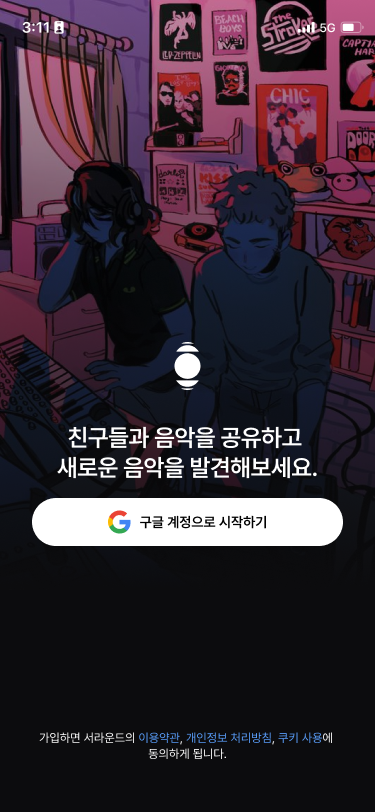 3:11
5G
LED ZEPPELIN
BEACH
BOYS
The
Strokes
CHIC
KISS
친구들과 음악을 공유하고
새로운 음악을 발견해보세요.
구글 계정으로 시작하기
가입하면 서라운드의 이용약관, 개인정보 처리방침, 쿠키 사용에
동의하게 됩니다.